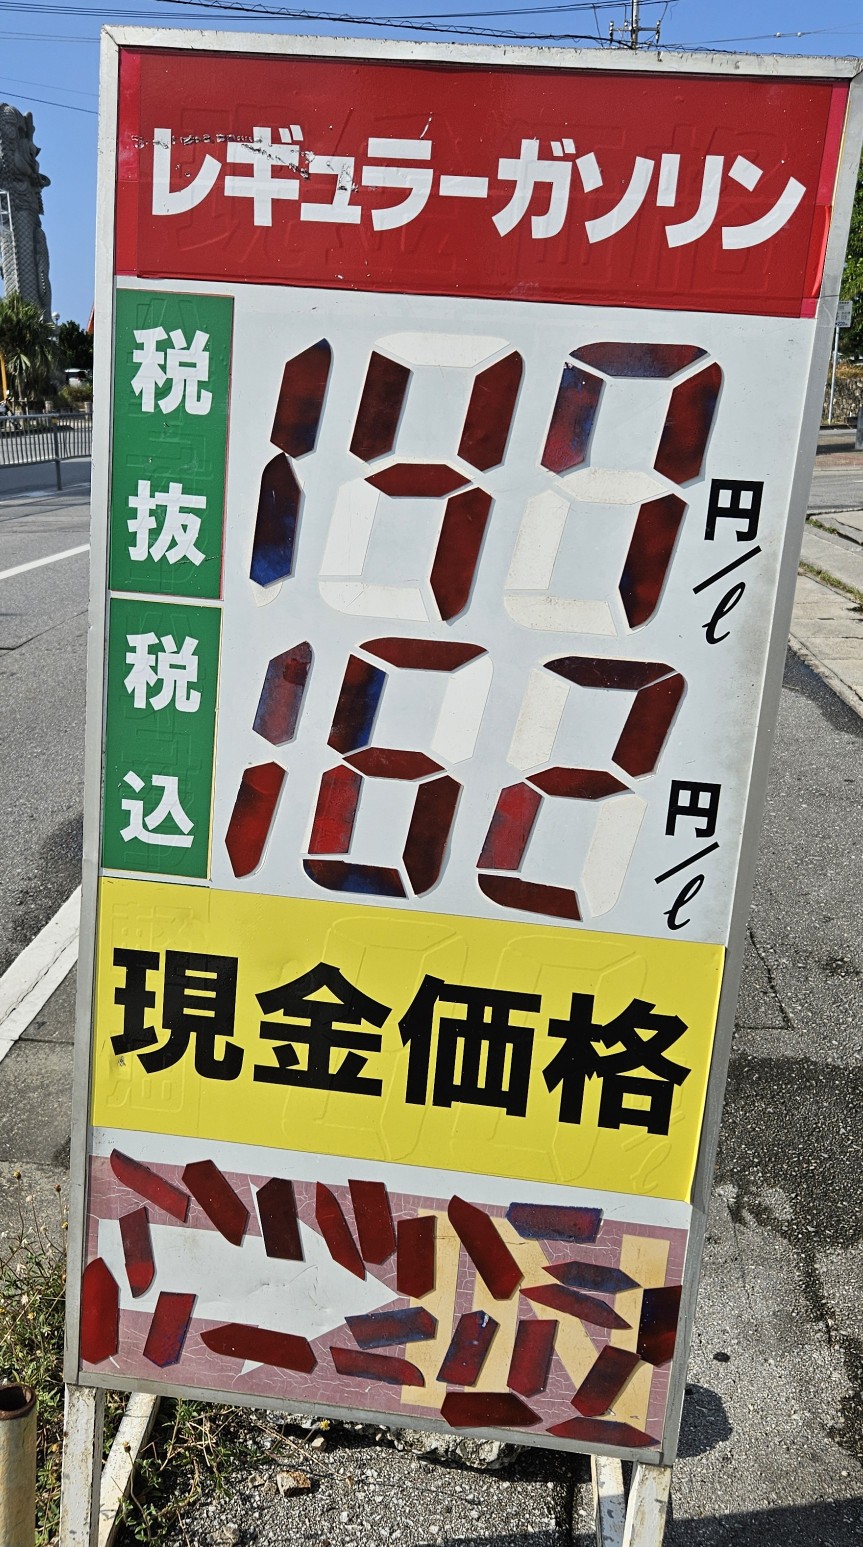 レギュラーガソリン
税抜 147 円/ℓ
税込 162 円/ℓ
現金価格